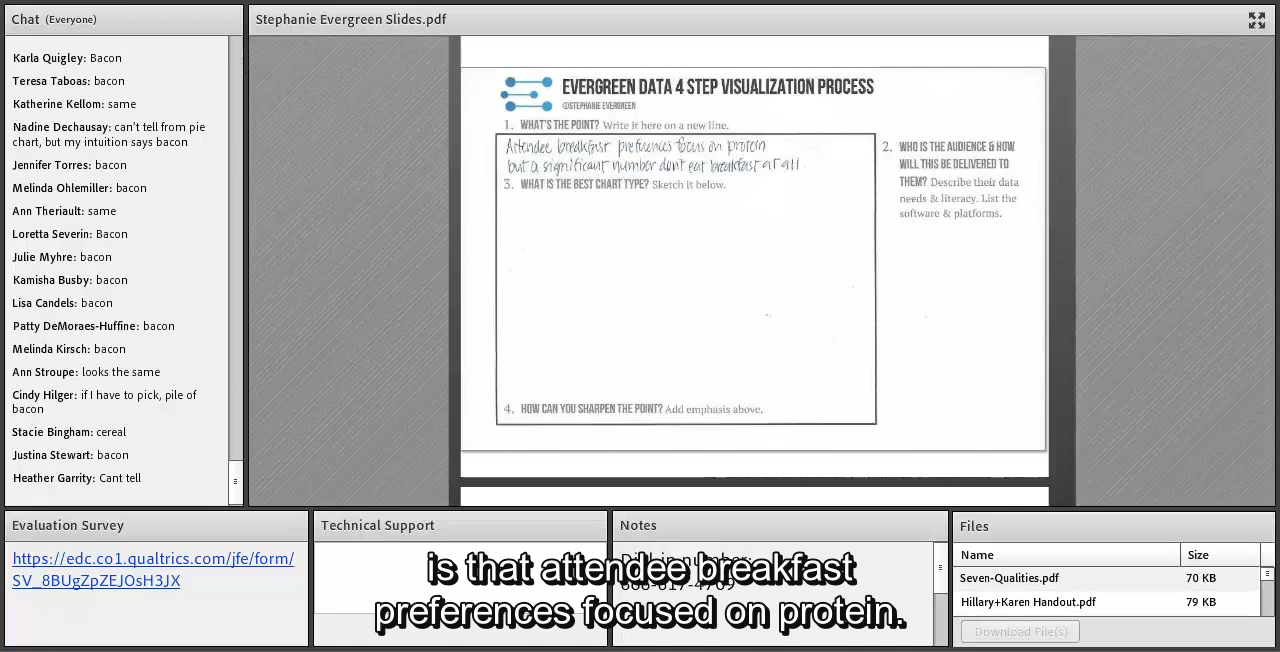 Chat (Everyone)
Karla Quigley: Bacon
Teresa Taboas: bacon
Katherine Kellom: same
Nadine Dechausay: can't tell from pie
chart, but my intuition says bacon
Jennifer Torres: bacon
Melinda Ohlemiller: bacon
Ann Theriault: same
Loretta Severin: Bacon
Julie Myhre: bacon
Kamisha Busby: bacon
Lisa Candels: bacon
Patty DeMoraes-Huffine: bacon
Melinda Kirsch: bacon
Ann Stroupe: looks the same
Cindy Hilger: if I have to pick, pile of
bacon
Stacie Bingham: cereal
Justina Stewart: bacon
Heather Garrity: Cant tell
Stephanie Evergreen Slides.pdf
EVERGREEN DATA 4 STEP VISUALIZATION PROCESS
©STEPHANIE EVERGREEN
1. WHAT'S THE POINT? Write it here on a new line.
Attendee breakfast preferences focus on protein
but a significant number don't eat breakfast at all.
3. WHAT IS THE BEST CHART TYPE? Sketch it below.
4. HOW CAN YOU SHARPEN THE POINT? Add emphasis above.
2. WHO IS THE AUDIENCE & HOW
WILL THIS BE DELIVERED TO
THEM? Describe their data
needs & literacy. List the
software & platforms.
Evaluation Survey
https://edc.co1.qualtrics.com/jfe/form/
SV_8BUgZpZEJOsH3JX
Technical Support
Notes
Dial-in number:
Files
Name Size
Seven-Qualities.pdf 70 KB
Hillary+Karen Handout.pdf 79 KB
Download File(s)
is that attendee breakfast
preferences focused on protein.